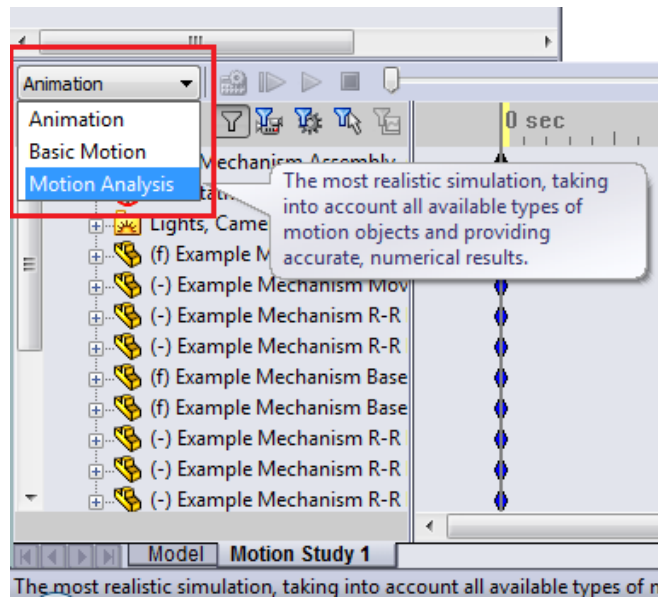 Animation
Animation
Basic Motion
Motion Analysis
0 sec
Mechanism Assembly
The most realistic simulation, taking
into account all available types of
motion objects and providing
accurate, numerical results.
Lights, Came
(f) Example M
(-) Example Mechanism Mov
(-) Example Mechanism R-R
(-) Example Mechanism R-R
(f) Example Mechanism Base
(f) Example Mechanism Base
(-) Example Mechanism R-R
(-) Example Mechanism R-R
(-) Example Mechanism R-R
Model
Motion Study 1
The most realistic simulation, taking into account all available types of m